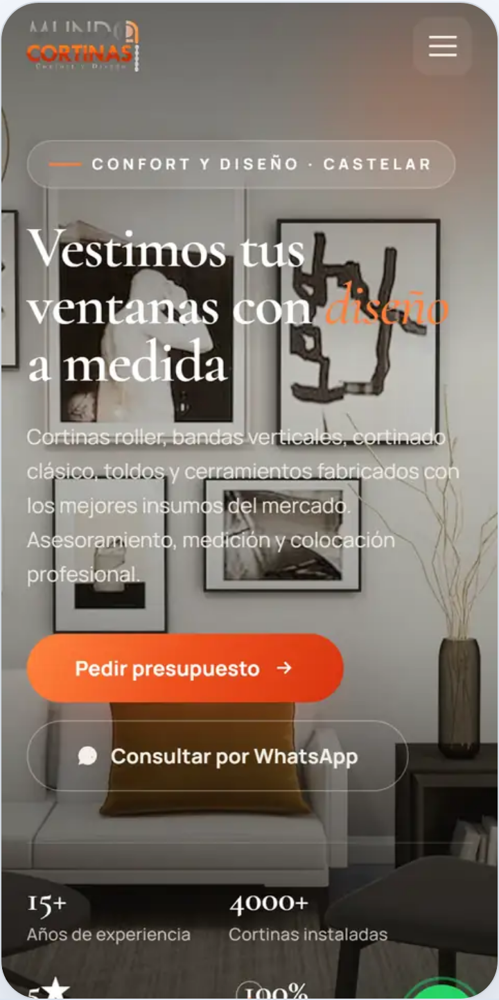 MUNDO
CORTINAS
Confort y Diseño
CONFORT Y DISEÑO · CASTELAR
Vestimos tus
ventanas con diseño
a medida
Cortinas roller, bandas verticales, cortinado
clásico, toldos y cerramientos fabricados con
los mejores insumos del mercado.
Asesoramiento, medición y colocación
profesional.
Pedir presupuesto →
Consultar por WhatsApp
15+ 4000+
Años de experiencia Cortinas instaladas
5★ 100%